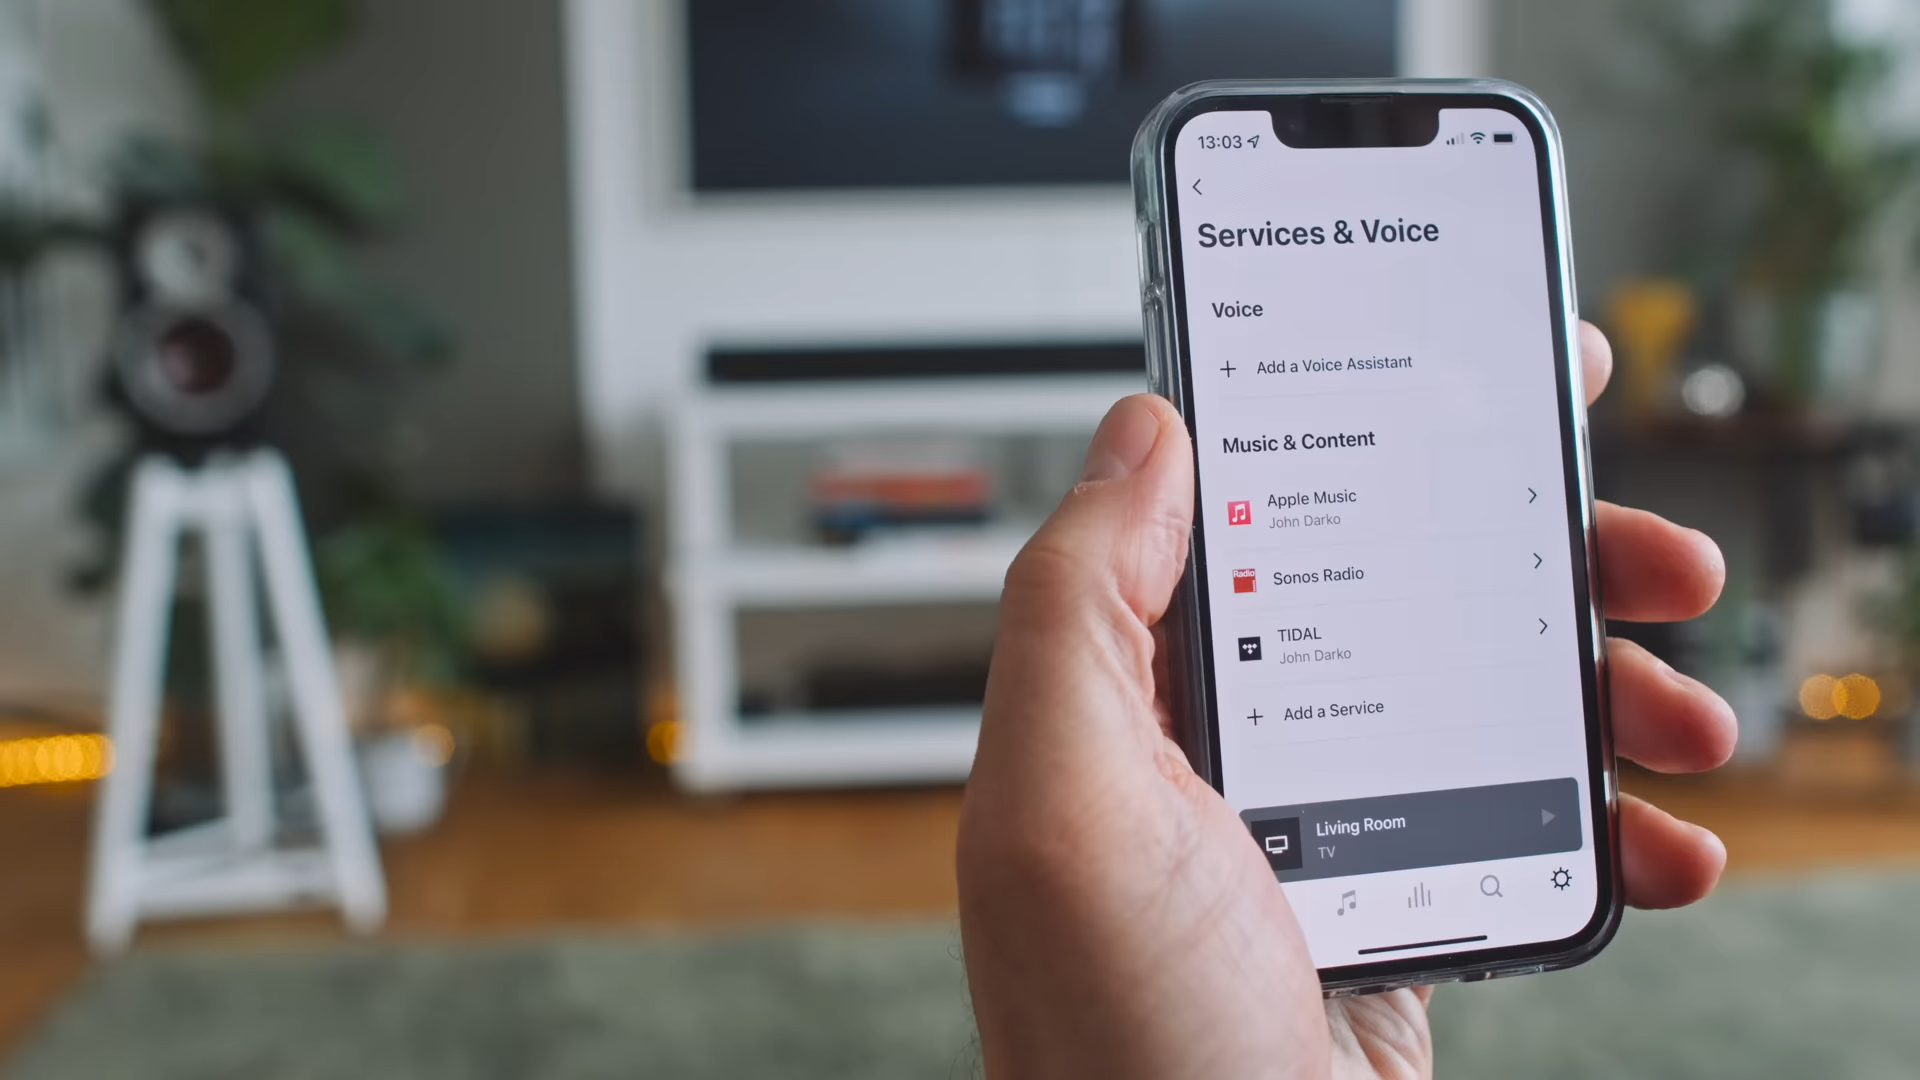 13:03
Services & Voice
Voice
Add a Voice Assistant
Music & Content
Apple Music
John Darko
Radio
Sonos Radio
TIDAL
John Darko
Add a Service
Living Room
TV